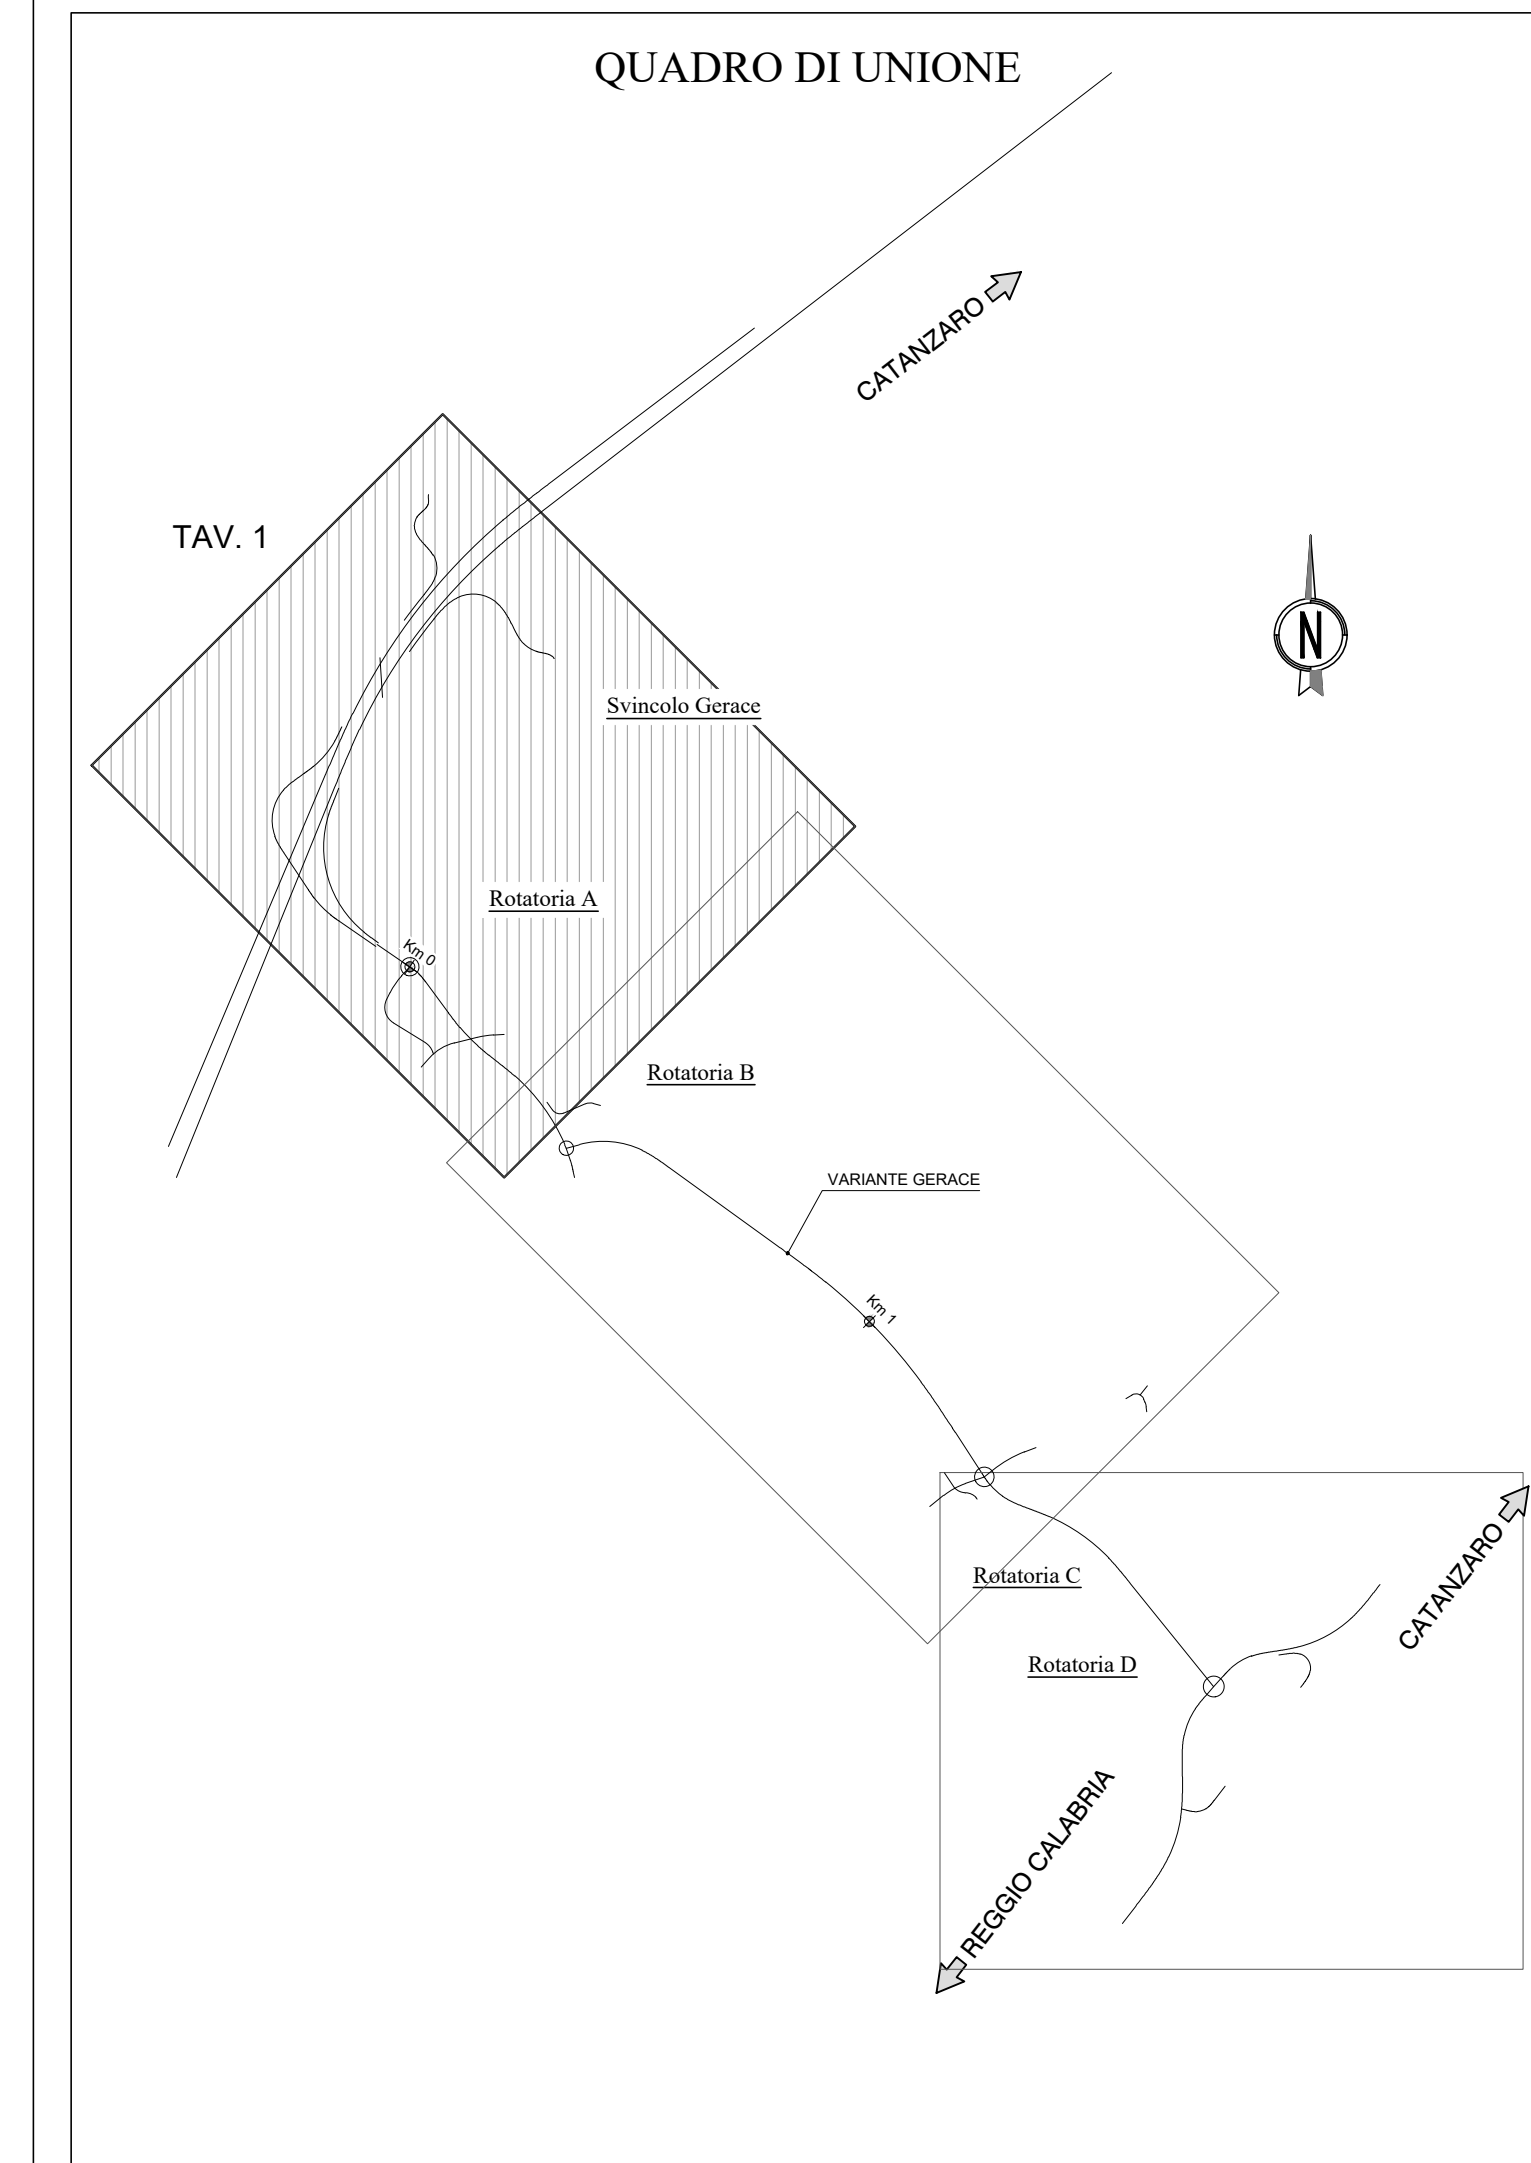 QUADRO DI UNIONE
CATANZARO
TAV. 1
N
Svincolo Gerace
Rotatoria A
Km 0
Rotatoria B
VARIANTE GERACE
Km 1
Rotatoria C
CATANZARO
Rotatoria D
REGGIO CALABRIA